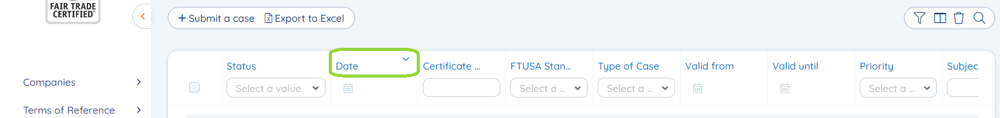 FAIR TRADE
CERTIFIED™
+ Submit a case Export to Excel
Status Date Certificate ... FTUSA Stan... Type of Case Valid from Valid until Priority Subjec
Companies
Select a value Select a ... Select a ... Select a ...
Terms of Reference